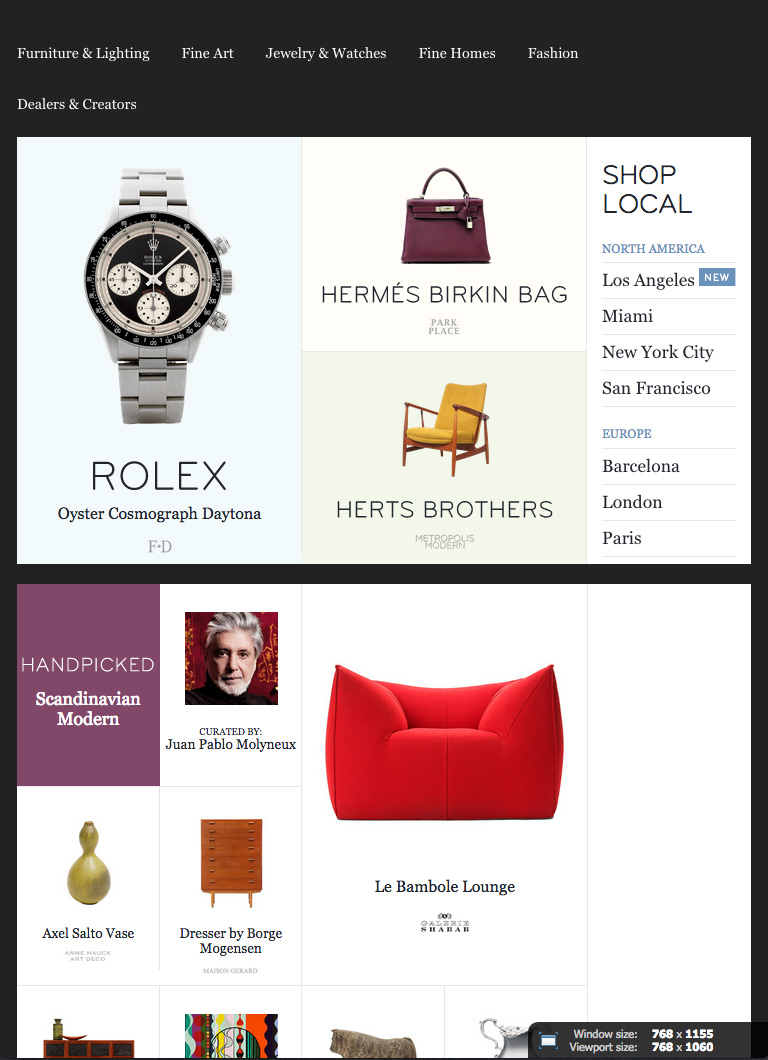 Furniture & Lighting
Fine Art
Jewelry & Watches
Fine Homes
Fashion
Dealers & Creators
ROLEX
Oyster Cosmograph Daytona
F•D
HERMÉS BIRKIN BAG
PARK
PLACE
HERTS BROTHERS
METROPOLIS
MODERN
SHOP
LOCAL
NORTH AMERICA
Los Angeles NEW
Miami
New York City
San Francisco
EUROPE
Barcelona
London
Paris
HANDPICKED
Scandinavian
Modern
CURATED BY:
Juan Pablo Molyneux
Le Bambole Lounge
GALERIE
SHABAB
Axel Salto Vase
ANNE HAUCK
ART DECO
Dresser by Borge
Mogensen
MAISON GERARD
Window size: 768 x 1155
Viewport size: 768 x 1060